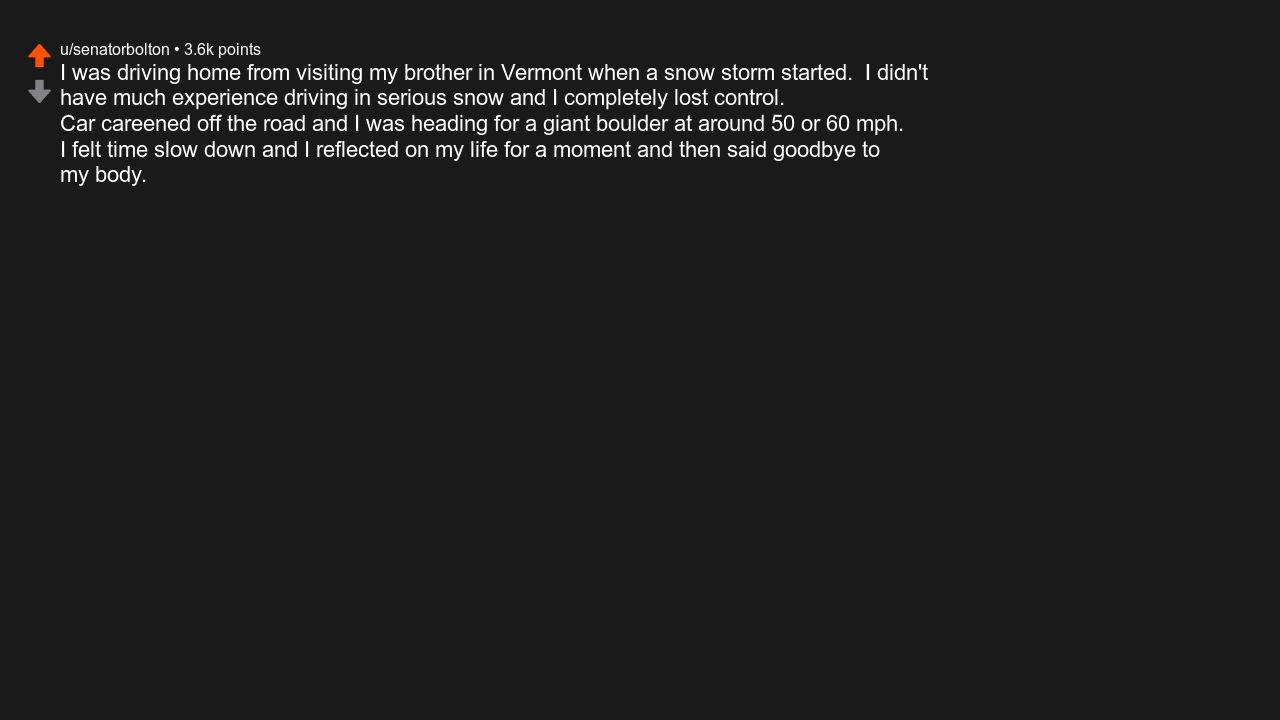 u/senatorbolton • 3.6k points
I was driving home from visiting my brother in Vermont when a snow storm started.  I didn't
have much experience driving in serious snow and I completely lost control.
Car careened off the road and I was heading for a giant boulder at around 50 or 60 mph.
I felt time slow down and I reflected on my life for a moment and then said goodbye to
my body.